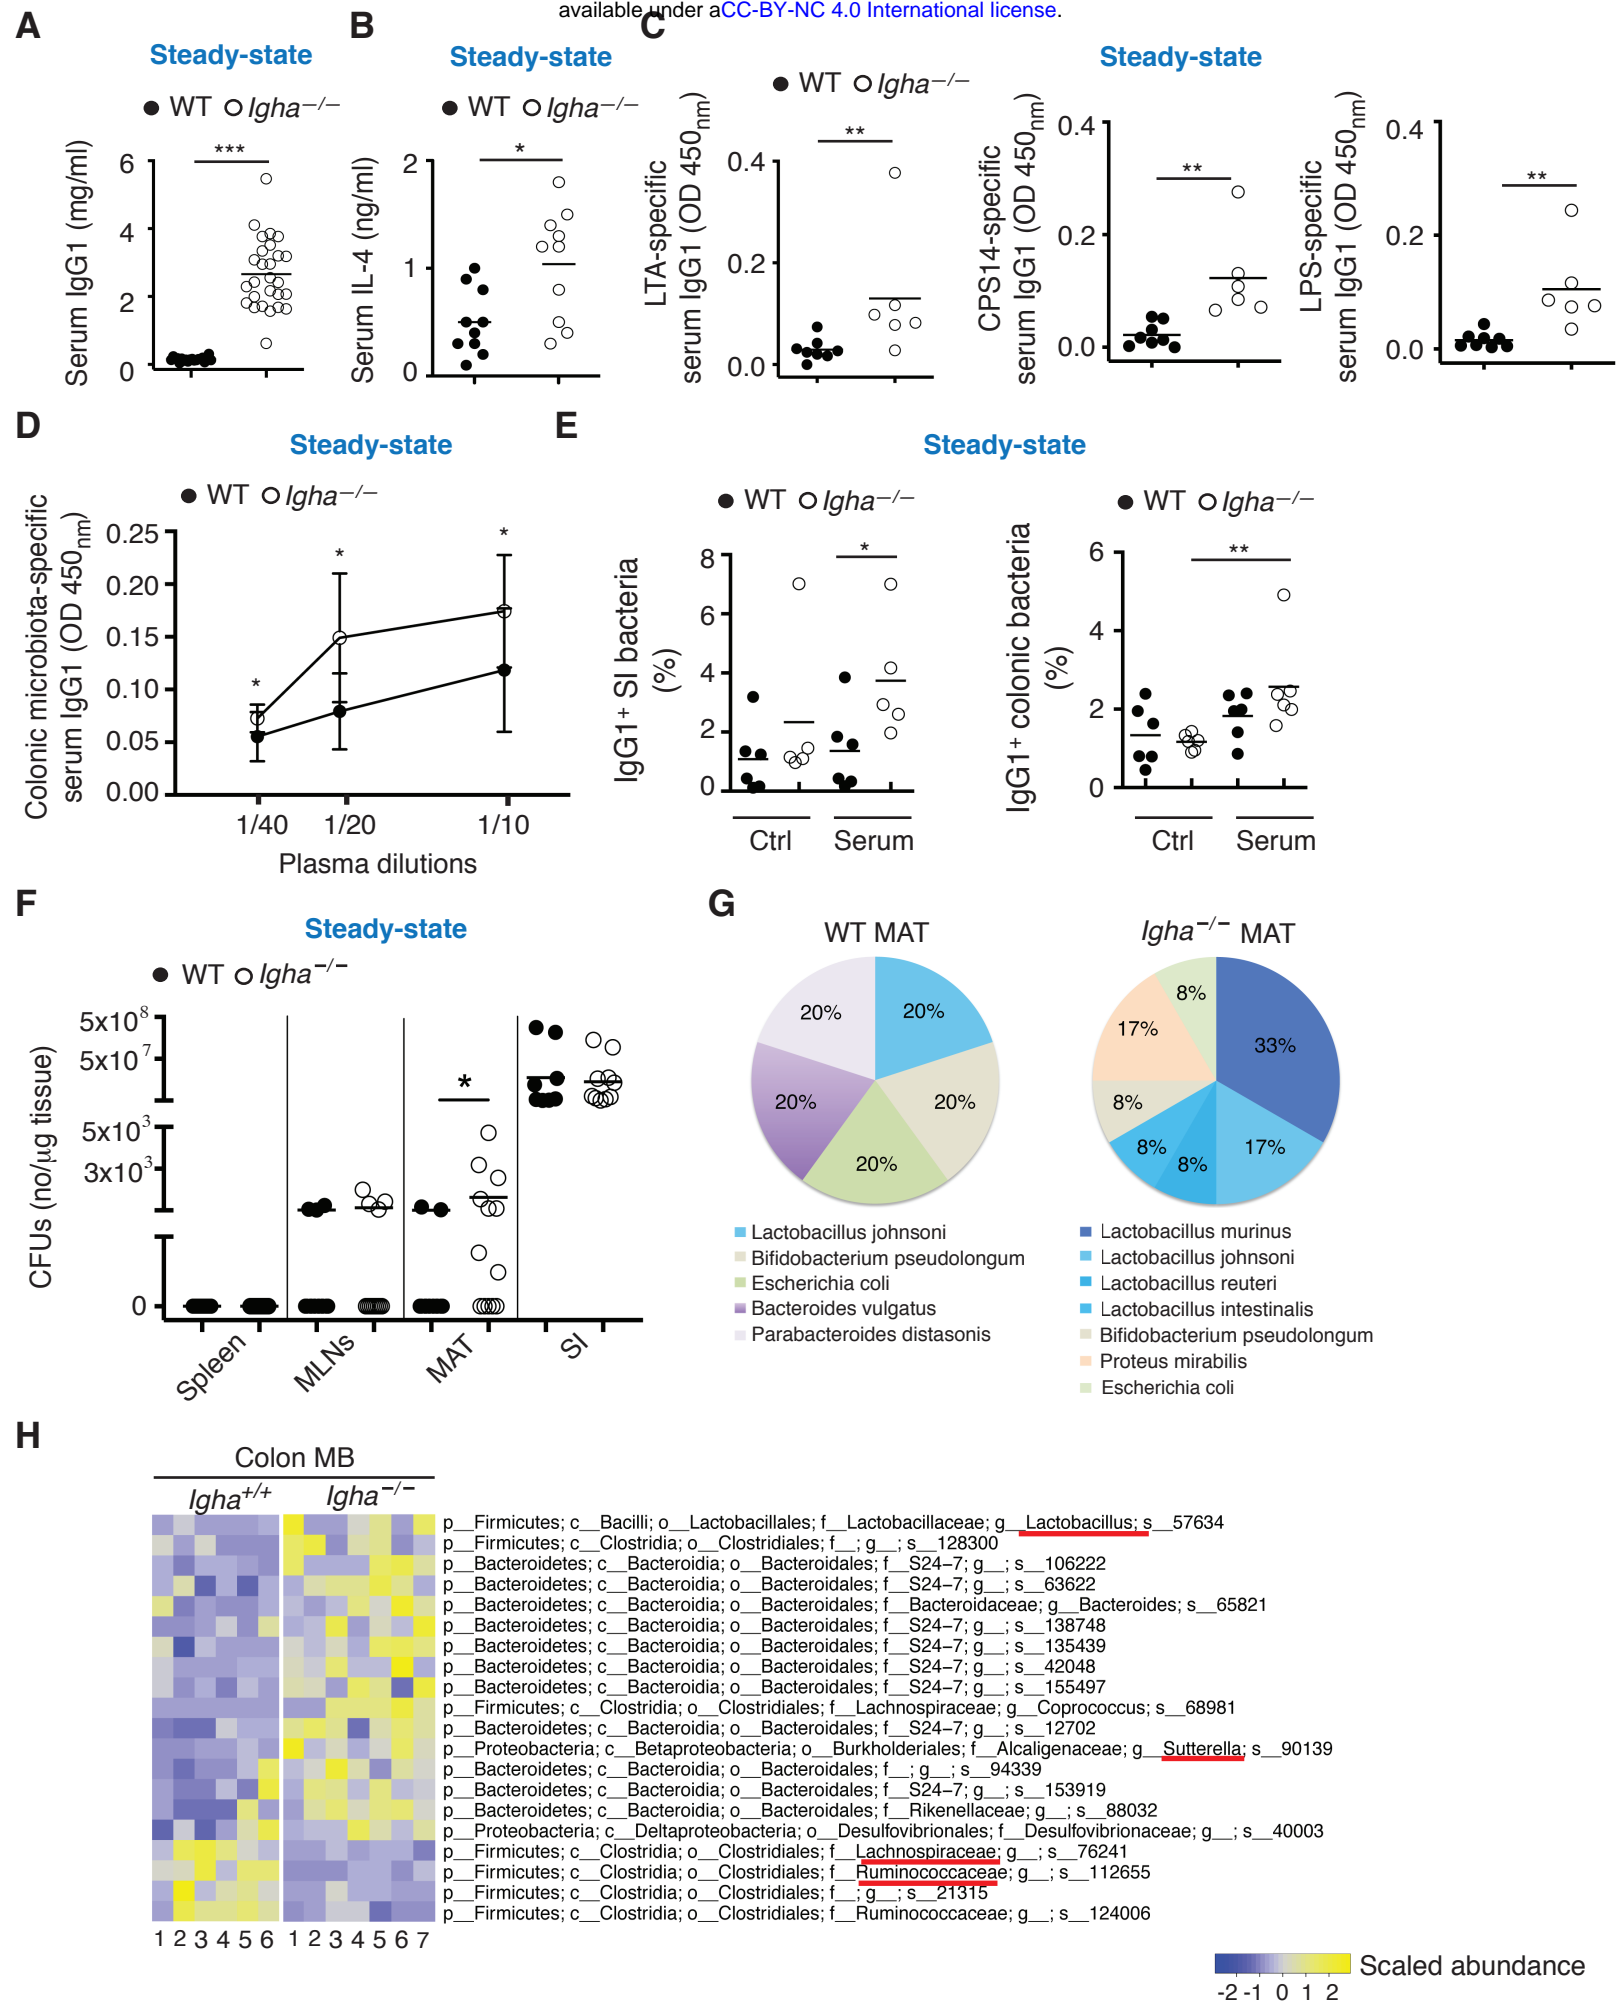 available under aCC-BY-NC 4.0 International license.
A
Steady-state
WT Igha−/−
Serum IgG1 (mg/ml)
6
4
2
0
***
B
Steady-state
WT Igha−/−
Serum IL-4 (ng/ml)
2
1
0
*
C
Steady-state
WT Igha−/−
LTA-specific
serum IgG1 (OD 450nm)
0.4
0.2
0.0
**
CPS14-specific
serum IgG1 (OD 450nm)
0.4
0.2
0.0
**
LPS-specific
serum IgG1 (OD 450nm)
0.4
0.2
0.0
**
D
Steady-state
WT Igha−/−
Colonic microbiota-specific
serum IgG1 (OD 450nm)
0.25
0.20
0.15
0.10
0.05
0.00
* * *
1/40 1/20 1/10
Plasma dilutions
E
Steady-state
WT Igha−/−
IgG1+ SI bacteria
(%)
8
6
4
2
0
*
Ctrl Serum
WT Igha−/−
IgG1+ colonic bacteria
(%)
6
4
2
0
**
Ctrl Serum
F
Steady-state
WT Igha−/−
CFUs (no/μg tissue)
5x10^8
5x10^7
5x10^3
3x10^3
0
*
Spleen MLNs MAT SI
G
WT MAT
20%
20%
20%
20%
20%
Lactobacillus johnsoni
Bifidobacterium pseudolongum
Escherichia coli
Bacteroides vulgatus
Parabacteroides distasonis
Igha−/− MAT
33%
17%
8%
8%
8%
17%
8%
Lactobacillus murinus
Lactobacillus johnsoni
Lactobacillus reuteri
Lactobacillus intestinalis
Bifidobacterium pseudolongum
Proteus mirabilis
Escherichia coli
H
Colon MB
Igha+/+ Igha−/−
p__Firmicutes; c__Bacilli; o__Lactobacillales; f__Lactobacillaceae; g__Lactobacillus; s__57634
p__Firmicutes; c__Clostridia; o__Clostridiales; f__; g__; s__128300
p__Bacteroidetes; c__Bacteroidia; o__Bacteroidales; f__S24−7; g__; s__106222
p__Bacteroidetes; c__Bacteroidia; o__Bacteroidales; f__S24−7; g__; s__63622
p__Bacteroidetes; c__Bacteroidia; o__Bacteroidales; f__Bacteroidaceae; g__Bacteroides; s__65821
p__Bacteroidetes; c__Bacteroidia; o__Bacteroidales; f__S24−7; g__; s__138748
p__Bacteroidetes; c__Bacteroidia; o__Bacteroidales; f__S24−7; g__; s__135439
p__Bacteroidetes; c__Bacteroidia; o__Bacteroidales; f__S24−7; g__; s__42048
p__Bacteroidetes; c__Bacteroidia; o__Bacteroidales; f__S24−7; g__; s__155497
p__Firmicutes; c__Clostridia; o__Clostridiales; f__Lachnospiraceae; g__Coprococcus; s__68981
p__Bacteroidetes; c__Bacteroidia; o__Bacteroidales; f__S24−7; g__; s__12702
p__Proteobacteria; c__Betaproteobacteria; o__Burkholderiales; f__Alcaligenaceae; g__Sutterella; s__90139
p__Bacteroidetes; c__Bacteroidia; o__Bacteroidales; f__; g__; s__94339
p__Bacteroidetes; c__Bacteroidia; o__Bacteroidales; f__S24−7; g__; s__153919
p__Bacteroidetes; c__Bacteroidia; o__Bacteroidales; f__Rikenellaceae; g__; s__88032
p__Proteobacteria; c__Deltaproteobacteria; o__Desulfovibrionales; f__Desulfovibrionaceae; g__; s__40003
p__Firmicutes; c__Clostridia; o__Clostridiales; f__Lachnospiraceae; g__; s__76241
p__Firmicutes; c__Clostridia; o__Clostridiales; f__Ruminococcaceae; g__; s__112655
p__Firmicutes; c__Clostridia; o__Clostridiales; f__; g__; s__21315
p__Firmicutes; c__Clostridia; o__Clostridiales; f__Ruminococcaceae; g__; s__124006
1 2 3 4 5 6 1 2 3 4 5 6 7
Scaled abundance
-2 -1 0 1 2